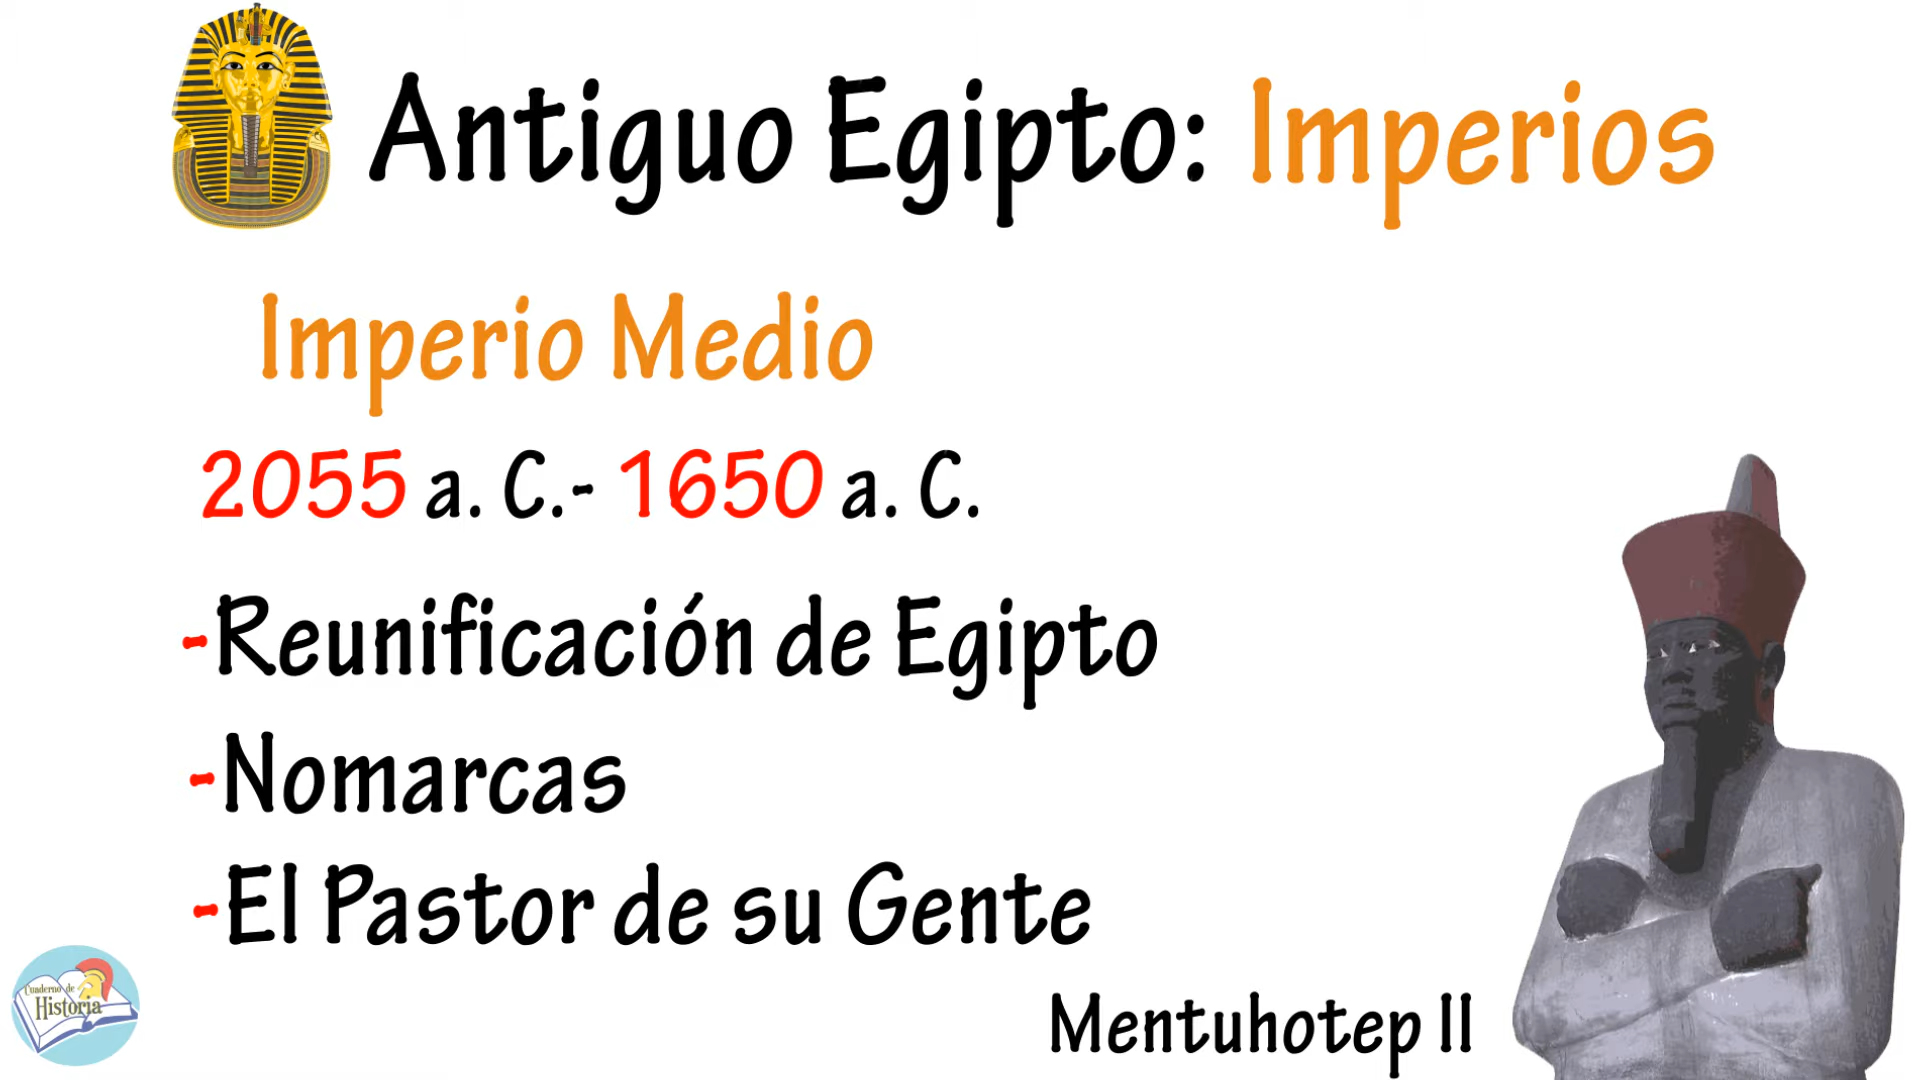 Antiguo Egipto: Imperios
Imperio Medio
2055 a. C.- 1650 a. C.
-Reunificación de Egipto
-Nomarcas
-El Pastor de su Gente
Mentuhotep II
Cuaderno de
Historia